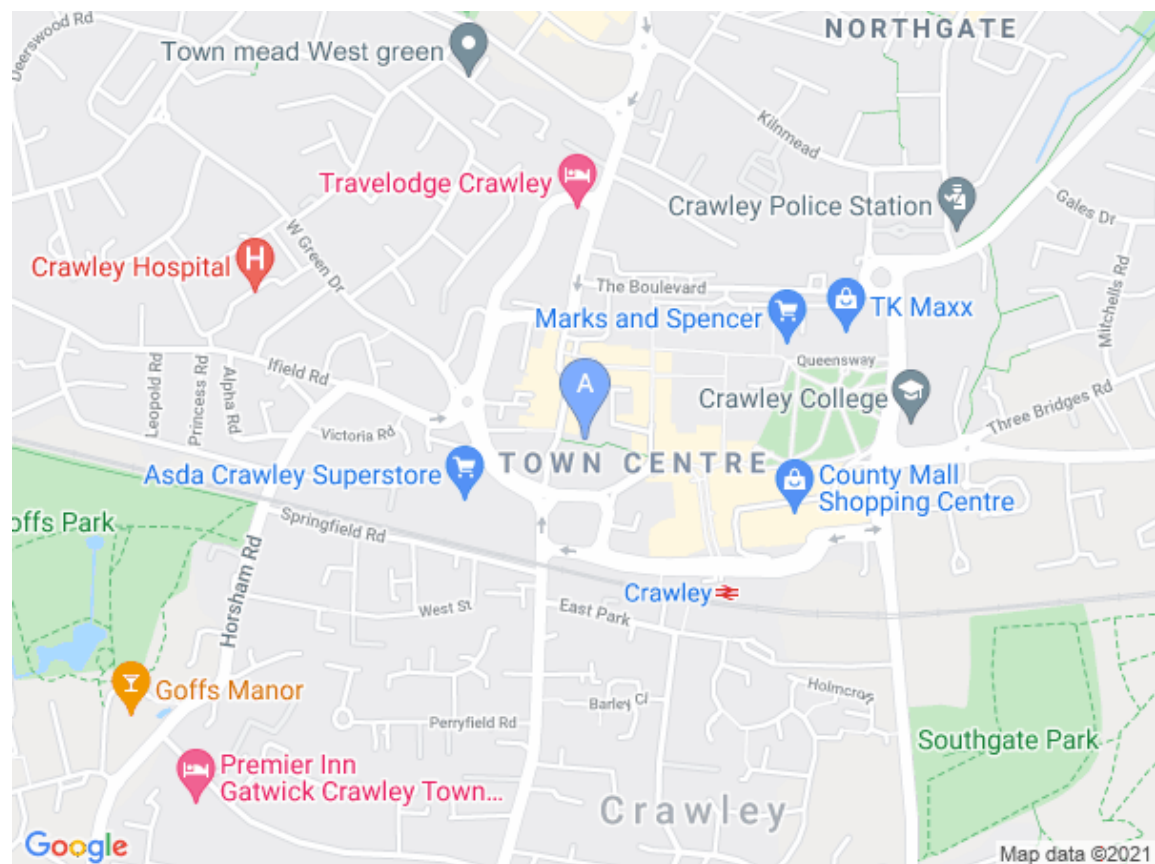 Deerswood Rd
NORTHGATE
Town mead West green
Kilnmead
Travelodge Crawley
Crawley Police Station
Gales Dr
W Green Dr
Crawley Hospital
H
The Boulevard
Mitchells Rd
Marks and Spencer
TK Maxx
Leopold Rd
Princess Rd
Alpha Rd
Ifield Rd
Queensway
A
Crawley College
Three Bridges Rd
Victoria Rd
Asda Crawley Superstore
TOWN CENTRE
County Mall
Shopping Centre
offs Park
Springfield Rd
Horsham Rd
Crawley
West St
East Park
Goffs Manor
Barley Cl
Holmcroft
Perryfield Rd
Southgate Park
Premier Inn
Gatwick Crawley Town...
Crawley
Google
Map data ©2021